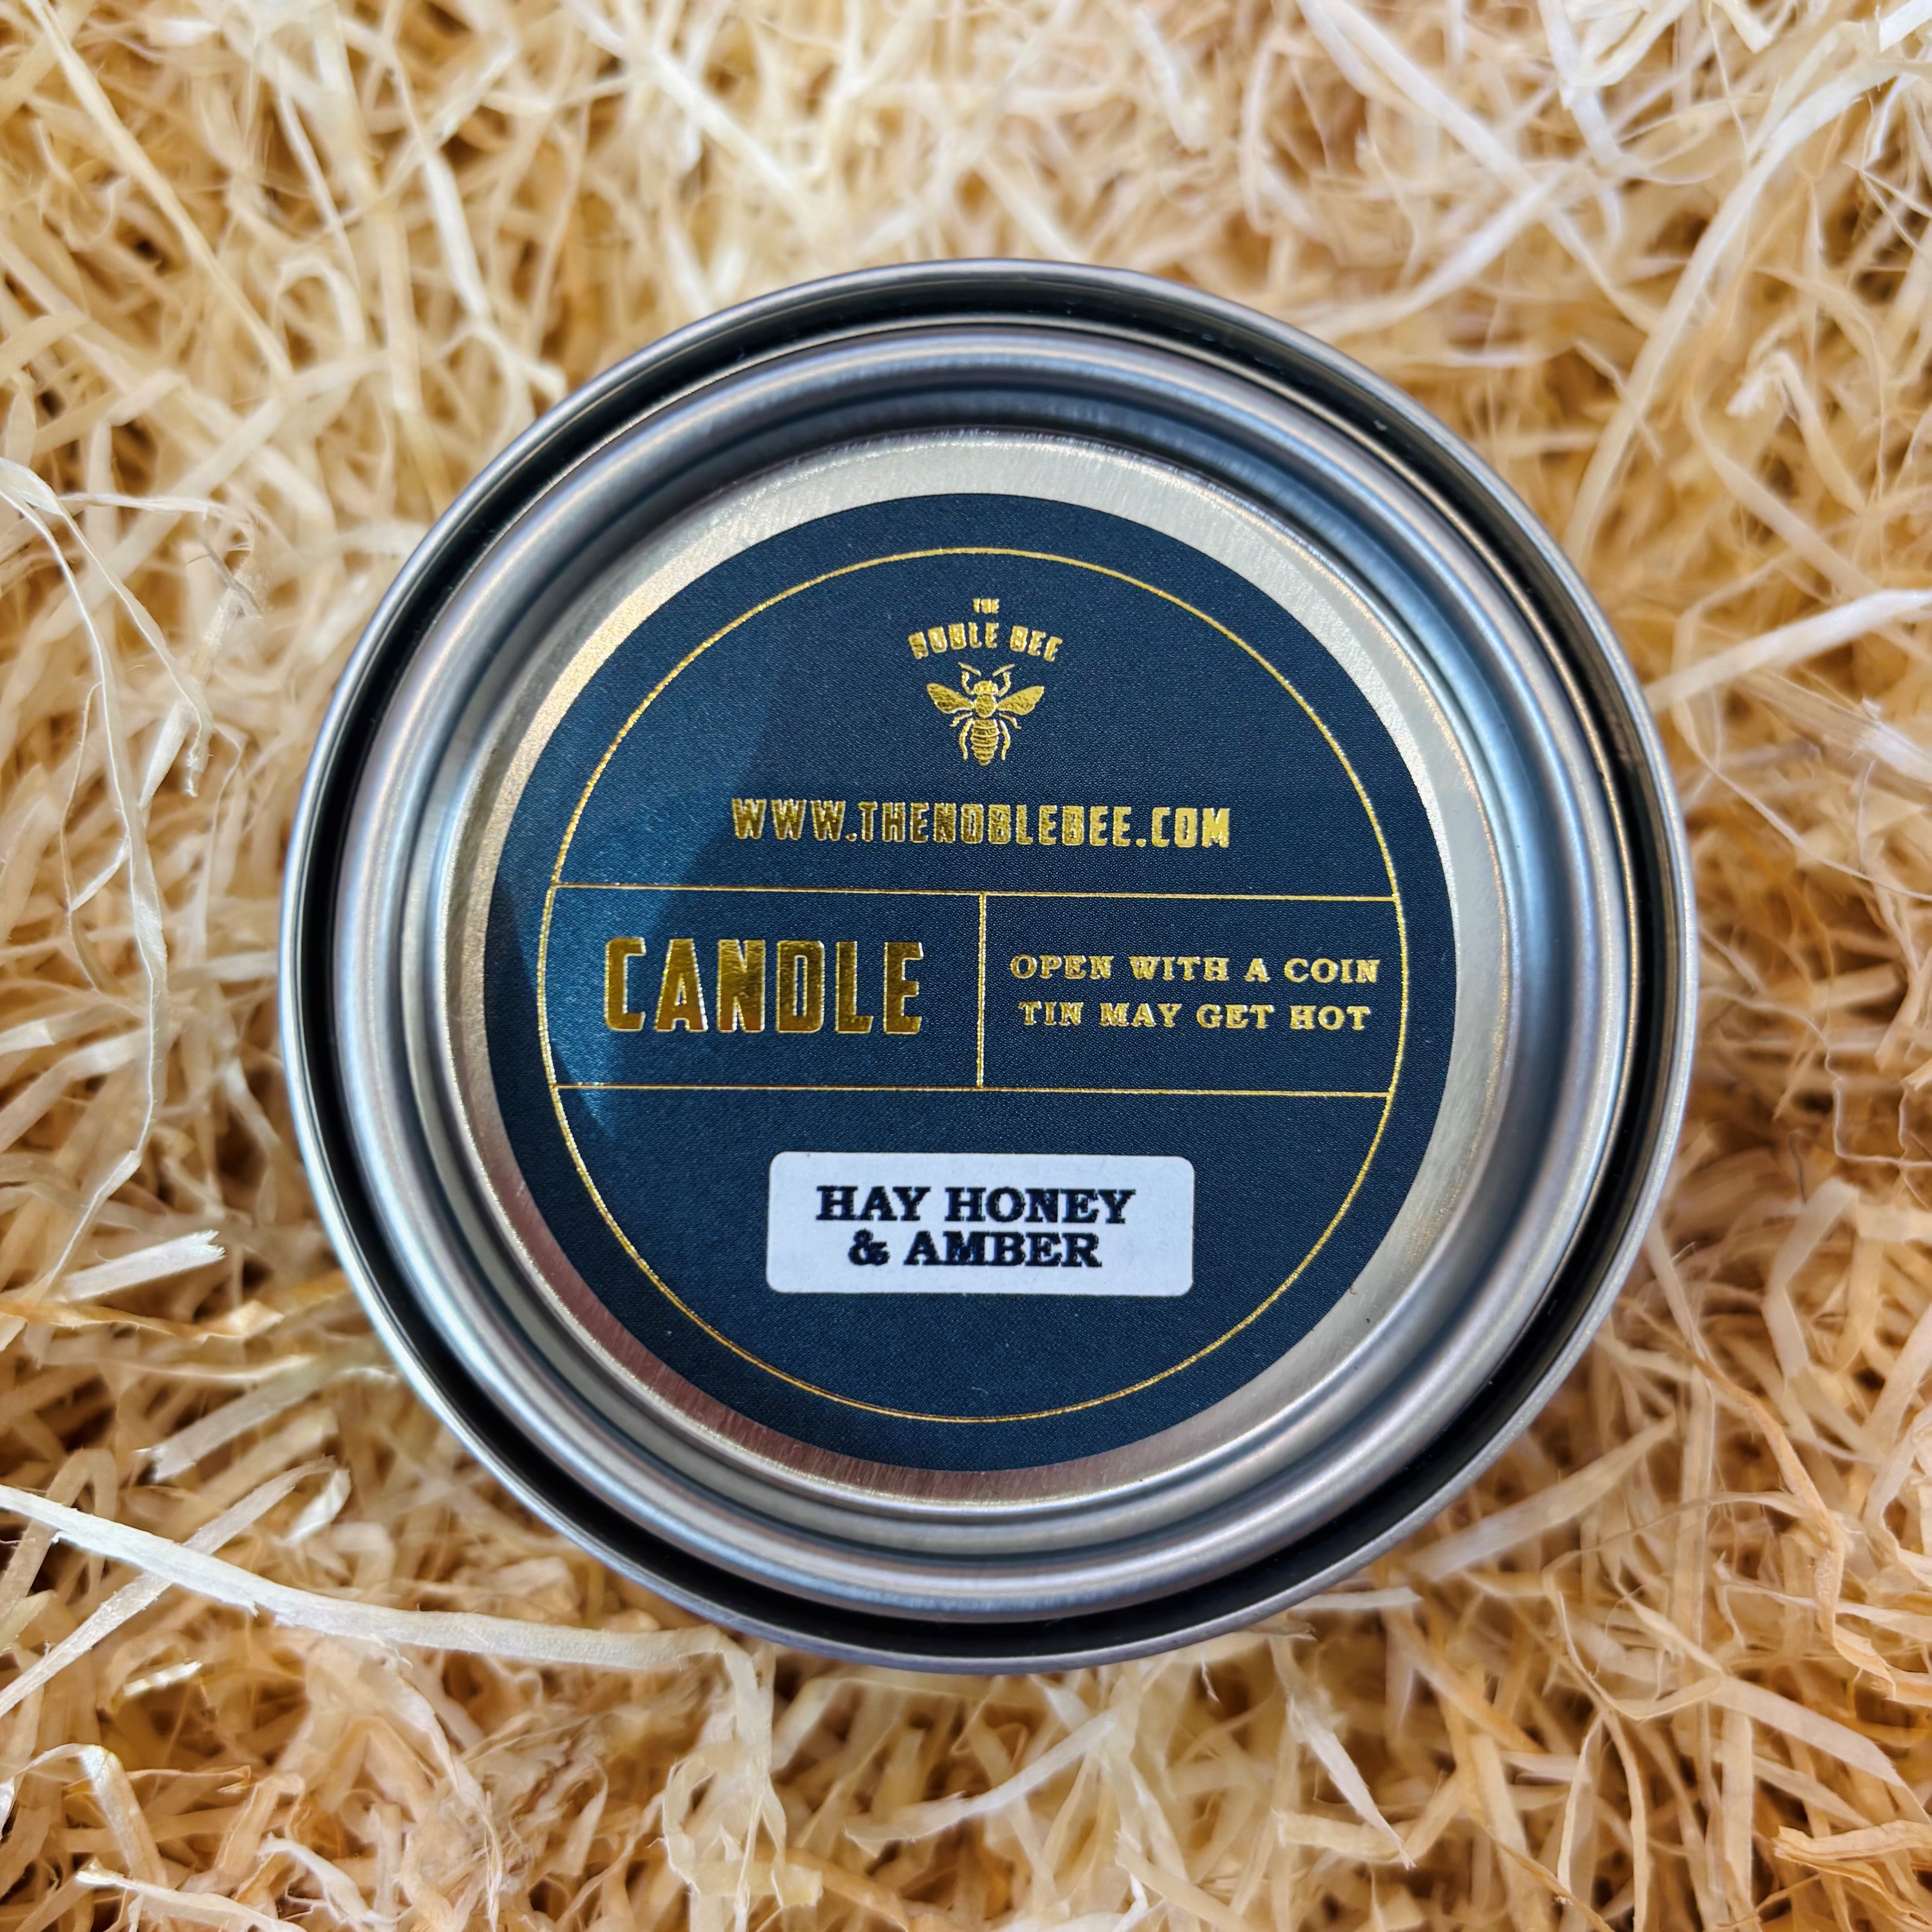 THE
NOBLE BEE
WWW.THENOBLEBEE.COM
CANDLE
OPEN WITH A COIN
TIN MAY GET HOT
HAY HONEY
& AMBER